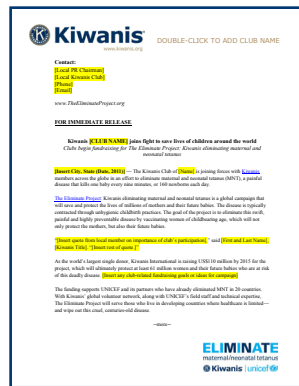 Kiwanis®
www.kiwanis.org
DOUBLE-CLICK TO ADD CLUB NAME
Contact:
[Local PR Chairman]
[Local Kiwanis Club]
[Phone]
[Email]
www.TheEliminateProject.org
FOR IMMEDIATE RELEASE
Kiwanis [CLUB NAME] joins fight to save lives of children around the world
Clubs begin fundraising for The Eliminate Project: Kiwanis eliminating maternal and
neonatal tetanus
[Insert City, State (Date, 2011)] — The Kiwanis Club of [Name] is joining forces with Kiwanis
members across the globe in an effort to eliminate maternal and neonatal tetanus (MNT), a painful
disease that kills one baby every nine minutes, or 160 newborns each day.
The Eliminate Project: Kiwanis eliminating maternal and neonatal tetanus is a global campaign that
will save and protect the lives of millions of mothers and their future babies. The disease is typically
contracted through unhygienic childbirth practices. The goal of the project is to eliminate this swift,
painful and highly preventable disease by vaccinating women of childbearing age, which will not
only protect the mothers, but also their future babies.
"[Insert quote from local member on importance of club's participation]," said [First and Last Name],
[Kiwanis Title]. "[Insert rest of quote.]"
As the world's largest single donor, Kiwanis International is raising US$110 million by 2015 for the
project, which will ultimately protect at least 61 million women and their future babies who are at risk
of this deadly disease. [Insert any club-related fundraising goals or ideas for campaign]
The funding supports UNICEF and its partners who have already eliminated MNT in 20 countries.
With Kiwanis' global volunteer network, along with UNICEF's field staff and technical expertise,
The Eliminate Project will serve those who live in developing countries where healthcare is limited—
and wipe out this cruel, centuries-old disease.
--more--
ELIMINATE
maternal/neonatal tetanus
Kiwanis | unicef